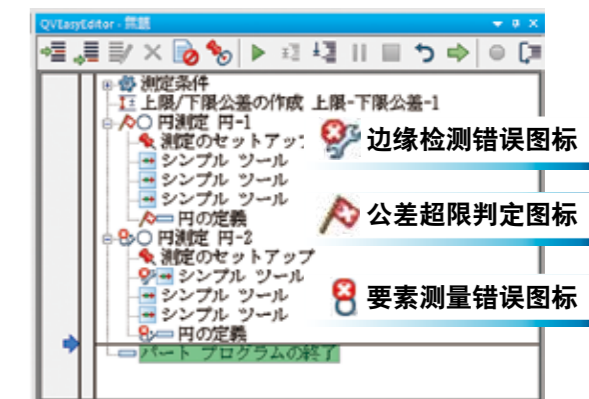 QVEasyEditor - 無題
測定条件
上限/下限公差の作成 上限-下限公差-1
円測定 円-1
測定のセットアップ
边缘检测错误图标
シンプル ツール
シンプル ツール
シンプル ツール
公差超限判定图标
円の定義
円測定 円-2
測定のセットアップ
シンプル ツール
シンプル ツール
要素测量错误图标
シンプル ツール
円の定義
パート プログラムの終了